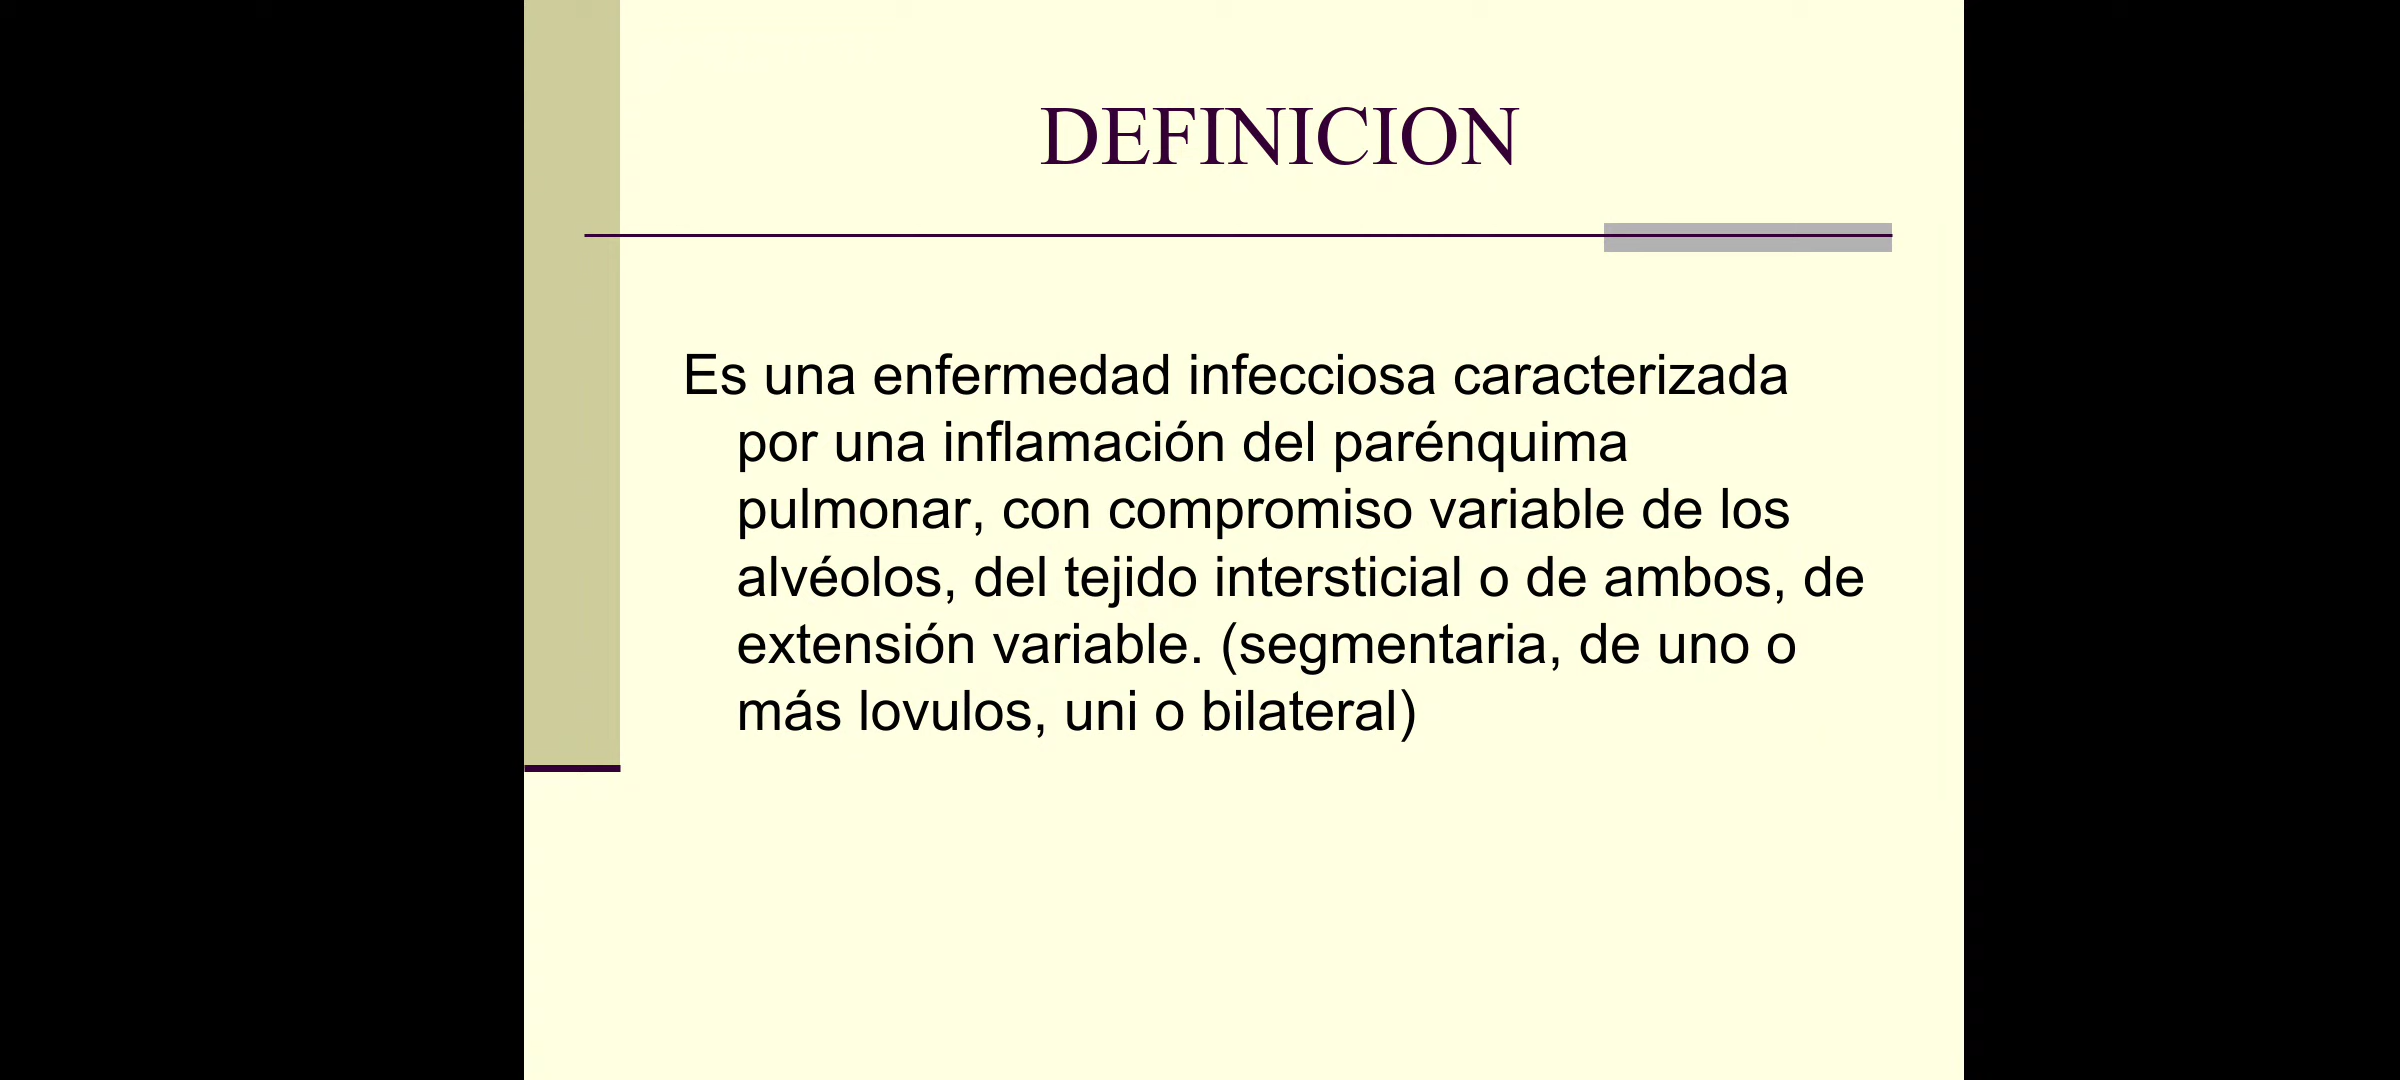 DEFINICION
Es una enfermedad infecciosa caracterizada
por una inflamación del parénquima
pulmonar, con compromiso variable de los
alvéolos, del tejido intersticial o de ambos, de
extensión variable. (segmentaria, de uno o
más lovulos, uni o bilateral)